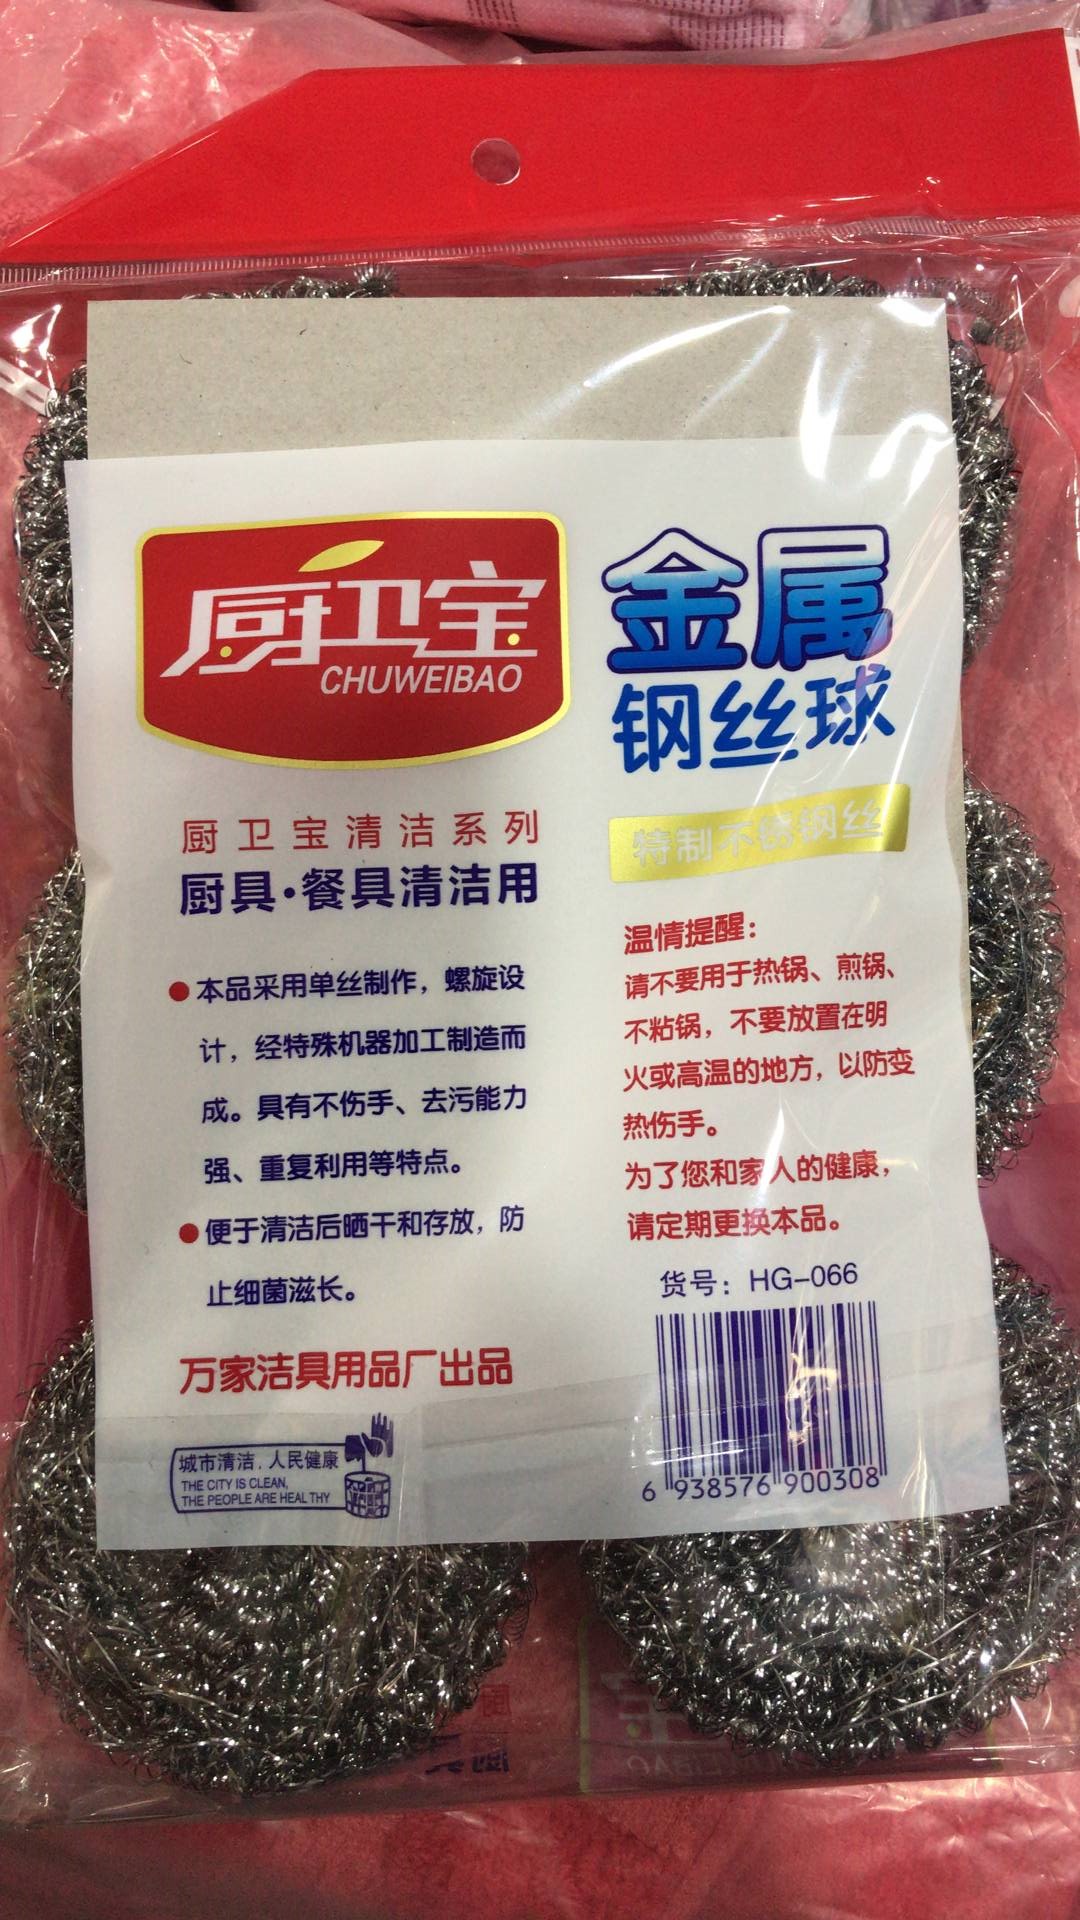 厨卫宝
CHUWEIBAO
金属
钢丝球
特制不锈钢丝
厨卫宝清洁系列
厨具·餐具清洁用
●本品采用单丝制作，螺旋设
计，经特殊机器加工制造而
成。具有不伤手、去污能力
强、重复利用等特点。
●便于清洁后晒干和存放，防
止细菌滋长。
万家洁具用品厂出品
城市清洁，人民健康
THE CITY IS CLEAN,
THE PEOPLE ARE HEAL THY
温情提醒：
请不要用于热锅、煎锅、
不粘锅，不要放置在明
火或高温的地方，以防变
热伤手。
为了您和家人的健康，
请定期更换本品。
货号：HG-066
6 938576 900308